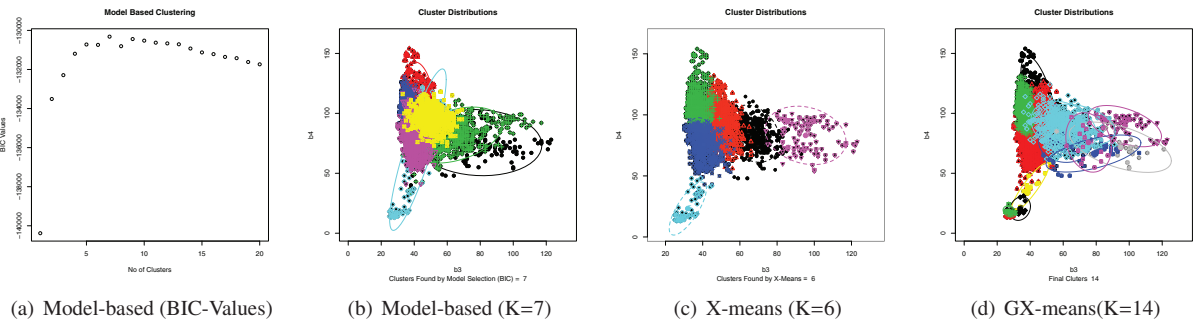 Model Based Clustering
BIC Values
−130000
−132000
−134000
−136000
−138000
−140000
5
10
15
20
No of Clusters
(a) Model-based (BIC-Values)
Cluster Distributions
b4
150
100
50
0
0
20
40
60
80
100
120
b3
Clusters Found by Model Selection (BIC) = 7
(b) Model-based (K=7)
Cluster Distributions
b4
150
100
50
0
20
40
60
80
100
120
b3
Clusters Found by X-Means = 6
(c) X-means (K=6)
Cluster Distributions
b4
150
100
50
0
0
20
40
60
80
100
120
b3
Final Cluters 14
(d) GX-means(K=14)